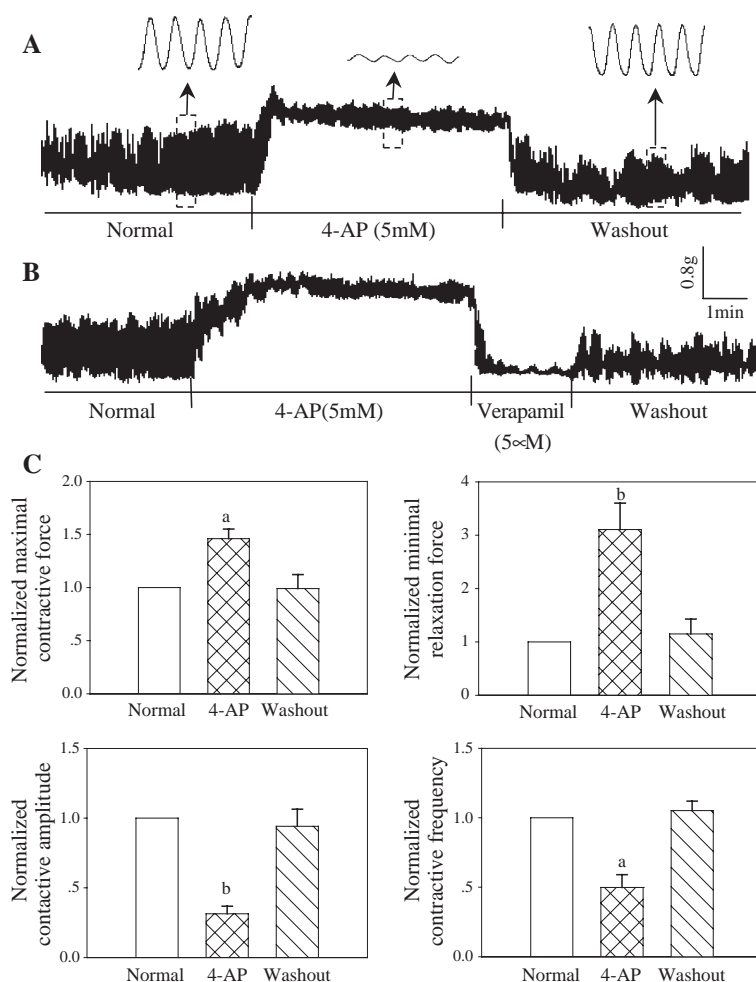 A
Normal
4-AP (5mM)
Washout
B
0.8g
1min
Normal
4-AP(5mM)
Verapamil
(5∝M)
Washout
C
Normalized maximal
contractive force
2.0
1.5
1.0
.5
0.0
a
Normal
4-AP
Washout
Normalized minimal
relaxation force
4
3
2
1
0
b
Normal
4-AP
Washout
Normalized
contactive amplitude
1.5
1.0
.5
0.0
b
Normal
4-AP
Washout
Normalized
contractive frequency
1.5
1.0
.5
0.0
a
Normal
4-AP
Washout